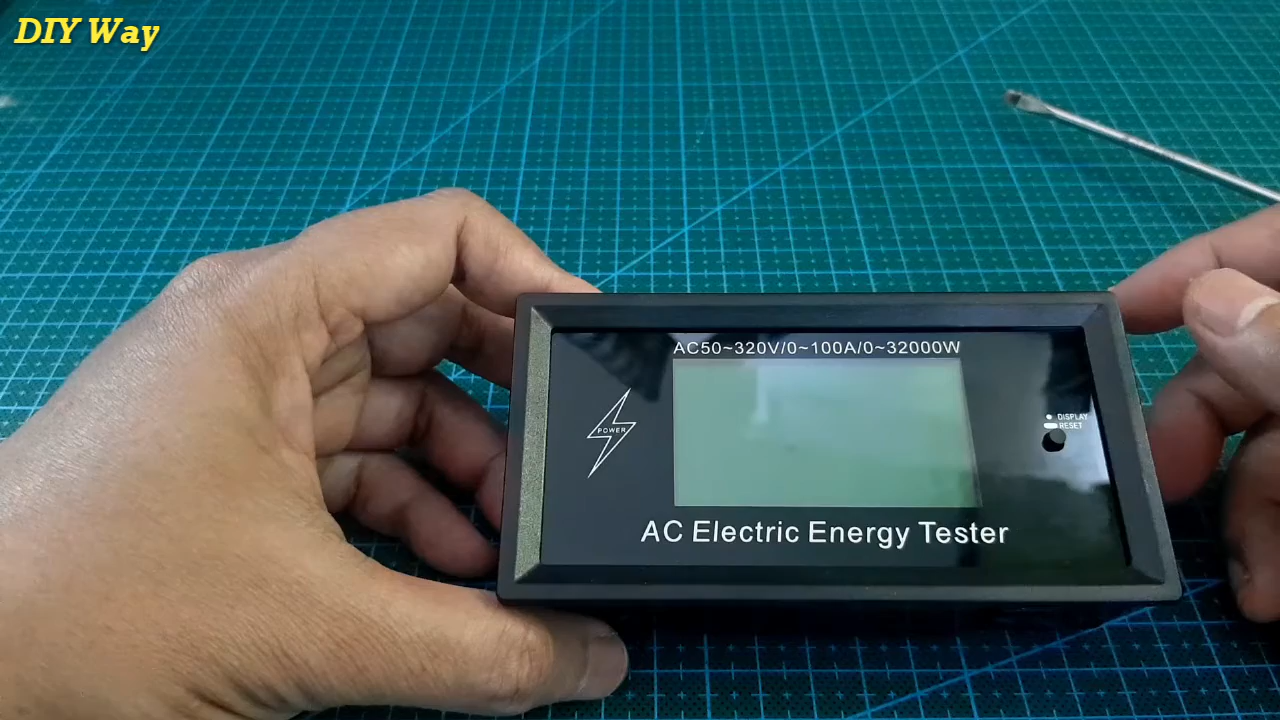 DIY Way
AC50~320V/0~100A/0~32000W
POWER
DISPLAY
RESET
AC Electric Energy Tester